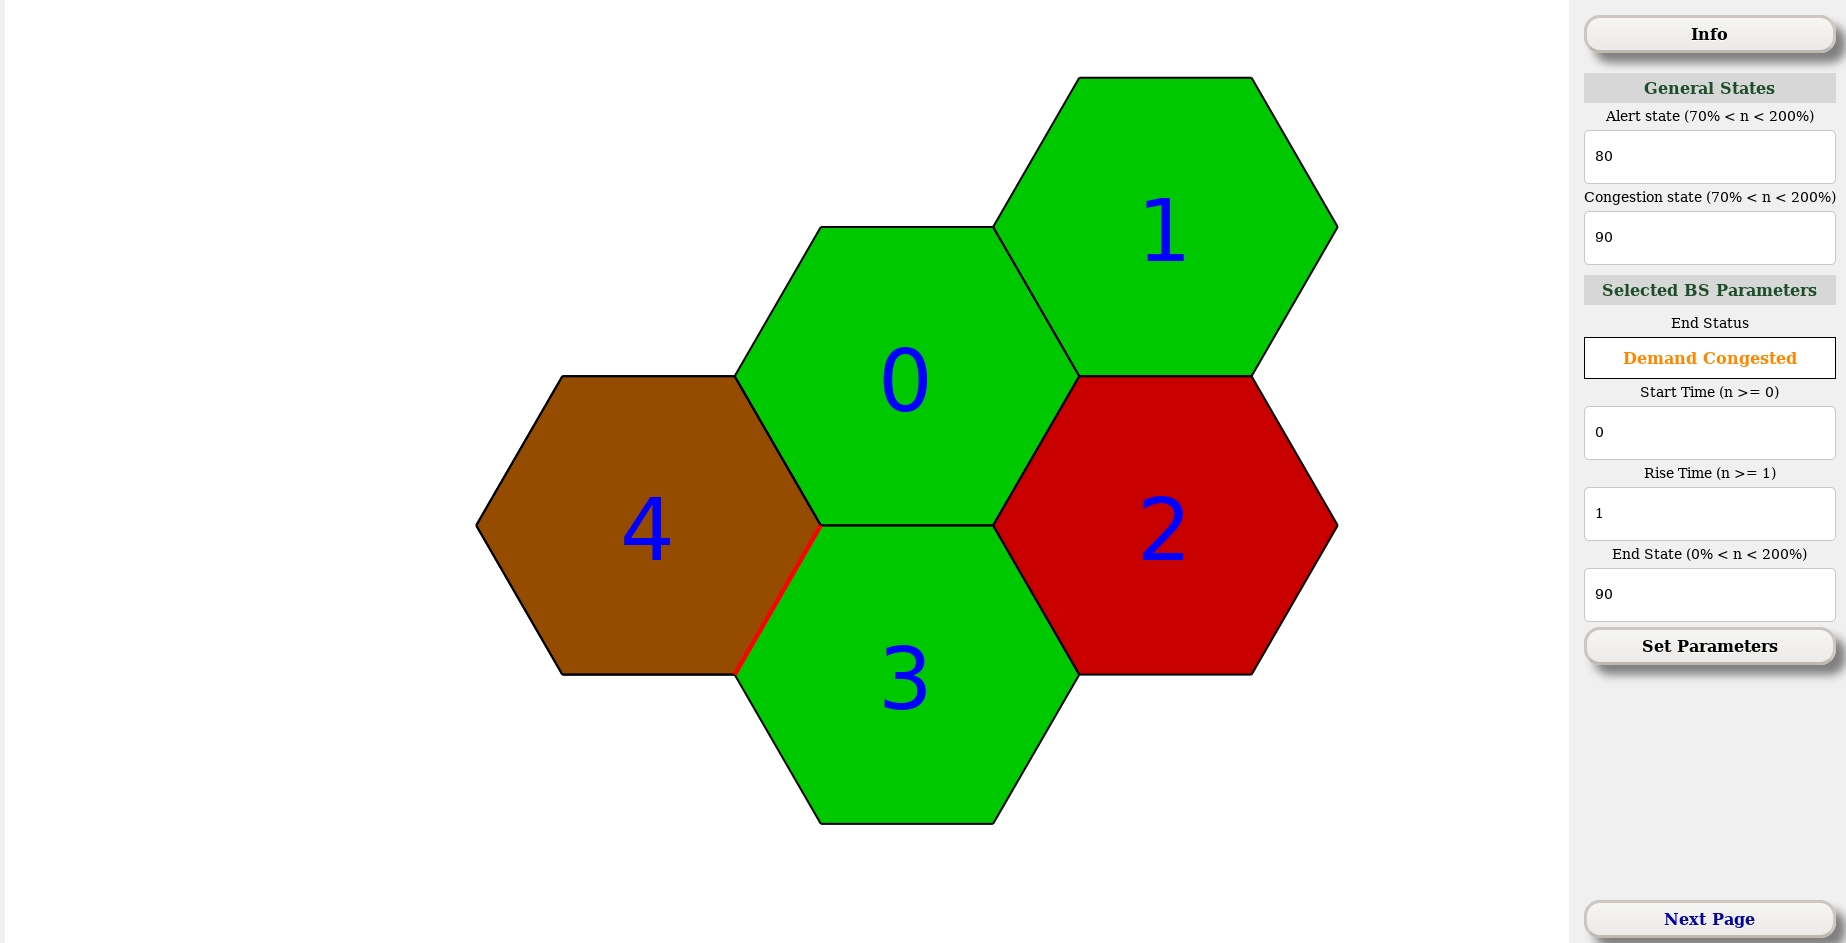 1
0
4
2
3
Info
General States
Alert state (70% < n < 200%)
80
Congestion state (70% < n < 200%)
90
Selected BS Parameters
End Status
Demand Congested
Start Time (n >= 0)
0
Rise Time (n >= 1)
1
End State (0% < n < 200%)
90
Set Parameters
Next Page